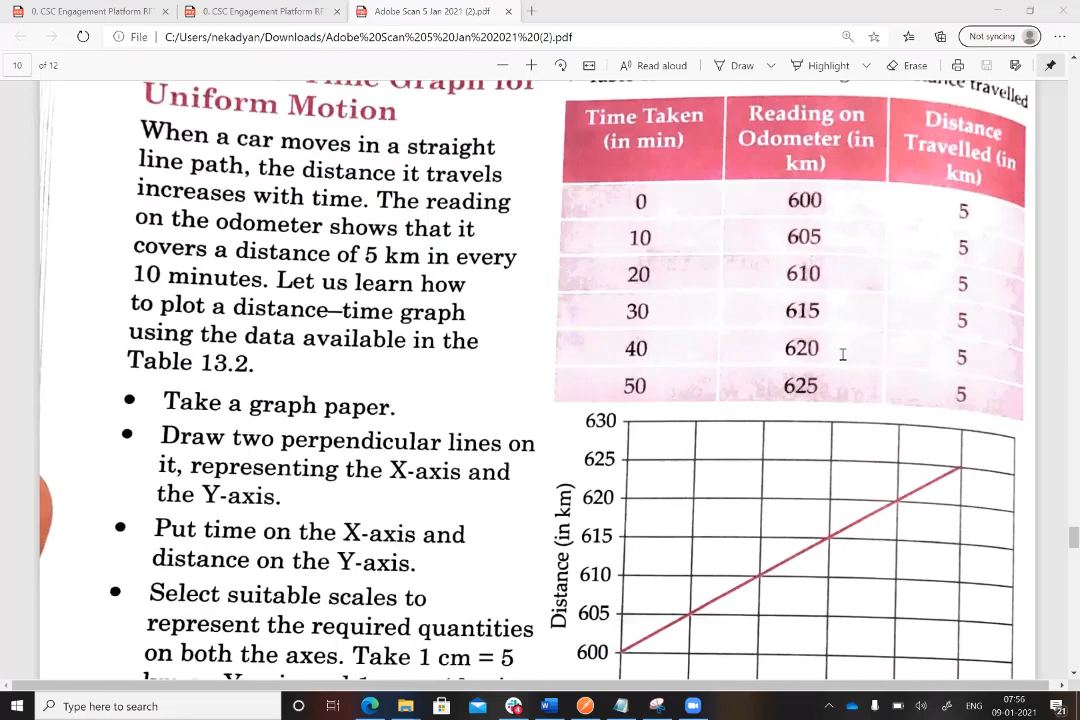 0. CSC Engagement Platform RF
0. CSC Engagement Platform RF
Adobe Scan 5 Jan 2021 (2).pdf
File
C:/Users/nekadyan/Downloads/Adobe%20Scan%205%20Jan%202021%20(2).pdf
Not syncing
10 of 12
Read aloud
Draw
Highlight
Erase
Time Graph for
Uniform Motion
When a car moves in a straight
line path, the distance it travels
increases with time. The reading
on the odometer shows that it
covers a distance of 5 km in every
10 minutes. Let us learn how
to plot a distance–time graph
using the data available in the
Table 13.2.
• Take a graph paper.
• Draw two perpendicular lines on
it, representing the X-axis and
the Y-axis.
• Put time on the X-axis and
distance on the Y-axis.
• Select suitable scales to
represent the required quantities
on both the axes. Take 1 cm = 5
travelled
Time Taken (in min) Reading on Odometer (in km) Distance Travelled (in km)
0 600 5
10 605 5
20 610 5
30 615 5
40 620 5
50 625 5
630
625
620
615
610
605
600
Distance (in km)
Type here to search
ENG
07:56
09-01-2021
21